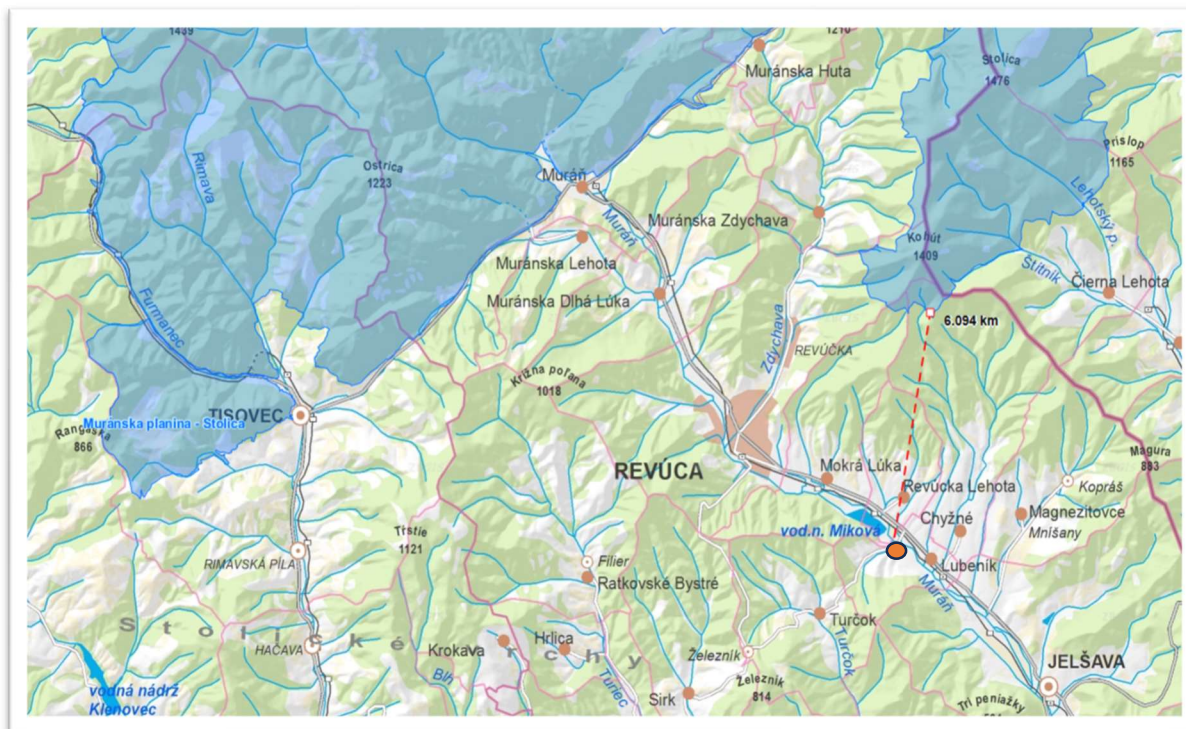 1439
1210
Muránska Huta
Stolica
1476
Príslop
1165
Rimava
Ostrica
1223
Muráň
Muráň
Muránska Zdychava
Lehotský p.
Kohút
1409
Muránska Lehota
Štítnik
Čierna Lehota
Muránska Dlhá Lúka
Furmanec
6.094 km
Zdychava
REVÚČKA
Krížna poľana
1018
TISOVEC
Muránska planina - Stolica
866
REVÚCA
Mokrá Lúka
Magura
883
Kopráš
Revúcka Lehota
Magnezitovce
Chyžné
Mníšany
vod.n. Miková
Trstie
1121
RIMAVSKÁ PÍLA
Filier
Ratkovské Bystré
Lubeník
Muráň
Turčok
Turčok
Stolické vrchy
HAČAVA
Krokava
Hrlica
Železník
Blh
Turiec
Sirk
Železník
814
JELŠAVA
vodná nádrž
Klenovec
Tri peniažky